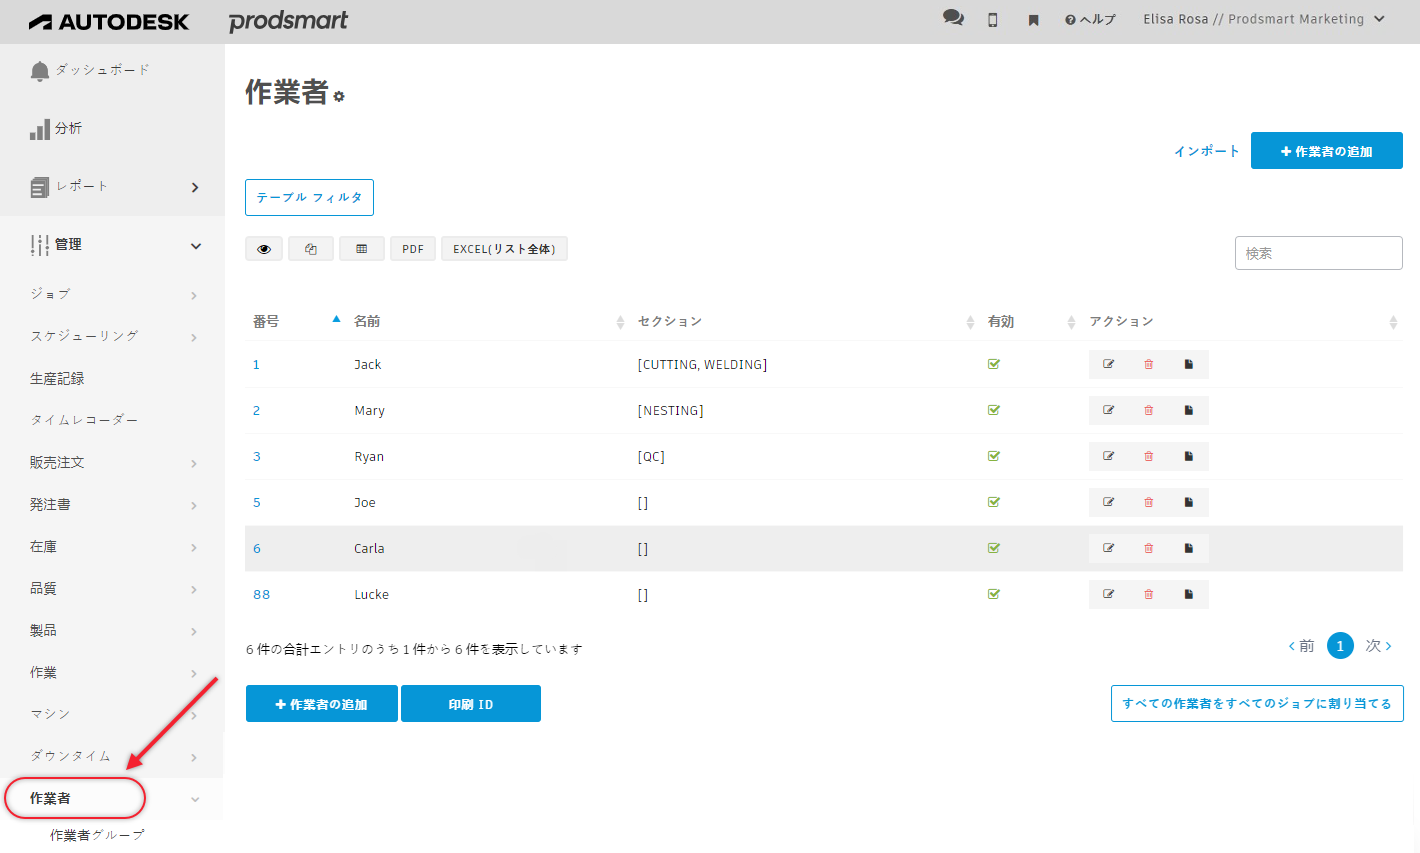 AUTODESK prodsmart
ヘルプ Elisa Rosa // Prodsmart Marketing
ダッシュボード
分析
レポート
管理
ジョブ
スケジューリング
生産記録
タイムレコーダー
販売注文
発注書
在庫
品質
製品
作業
マシン
ダウンタイム
作業者
作業者グループ
作業者
インポート + 作業者の追加
テーブル フィルタ
PDF EXCEL(リスト全体)
検索
番号 名前 セクション 有効 アクション
1 Jack [CUTTING, WELDING]
2 Mary [NESTING]
3 Ryan [QC]
5 Joe []
6 Carla []
88 Lucke []
6 件の合計エントリのうち 1 件から 6 件を表示しています
前 1 次
+ 作業者の追加 印刷 ID すべての作業者をすべてのジョブに割り当てる